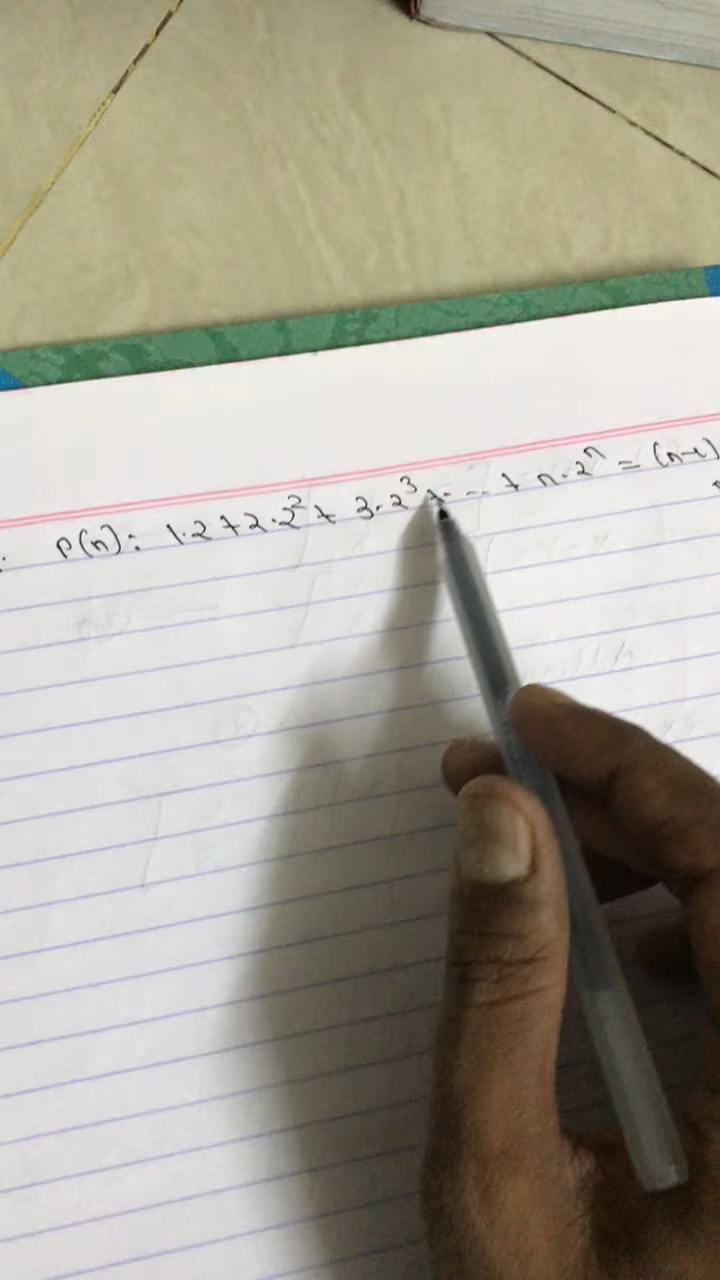 P(n): 1.2 + 2.2² + 3.2³ + ... + n.2ⁿ = (n-1)